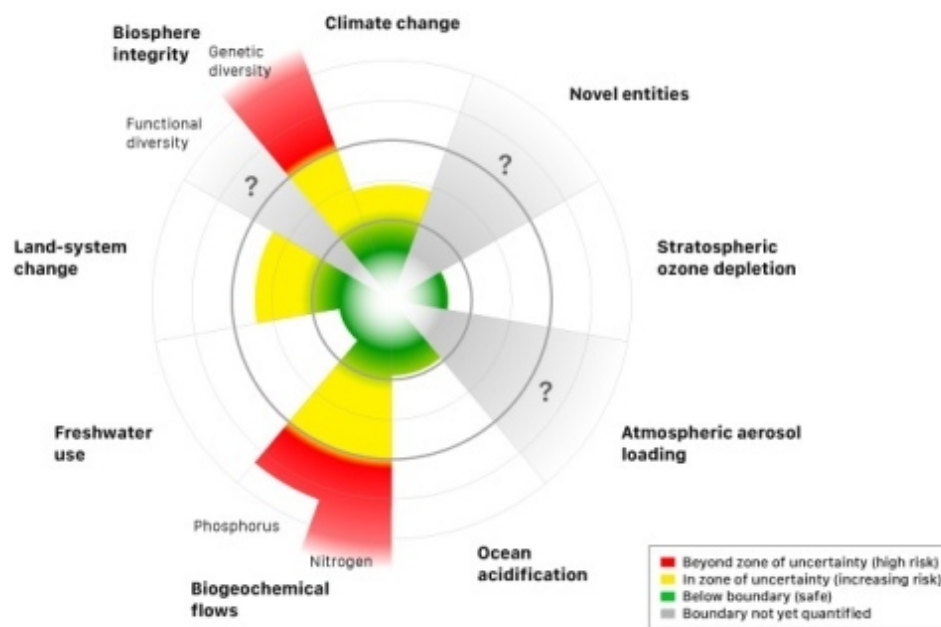 Climate change
Biosphere
integrity
Genetic
diversity
Functional
diversity
?
?
Novel entities
Land-system
change
Stratospheric
ozone depletion
?
Freshwater
use
Atmospheric aerosol
loading
Phosphorus
Nitrogen
Biogeochemical
flows
Ocean
acidification
Beyond zone of uncertainty (high risk)
In zone of uncertainty (increasing risk)
Below boundary (safe)
Boundary not yet quantified